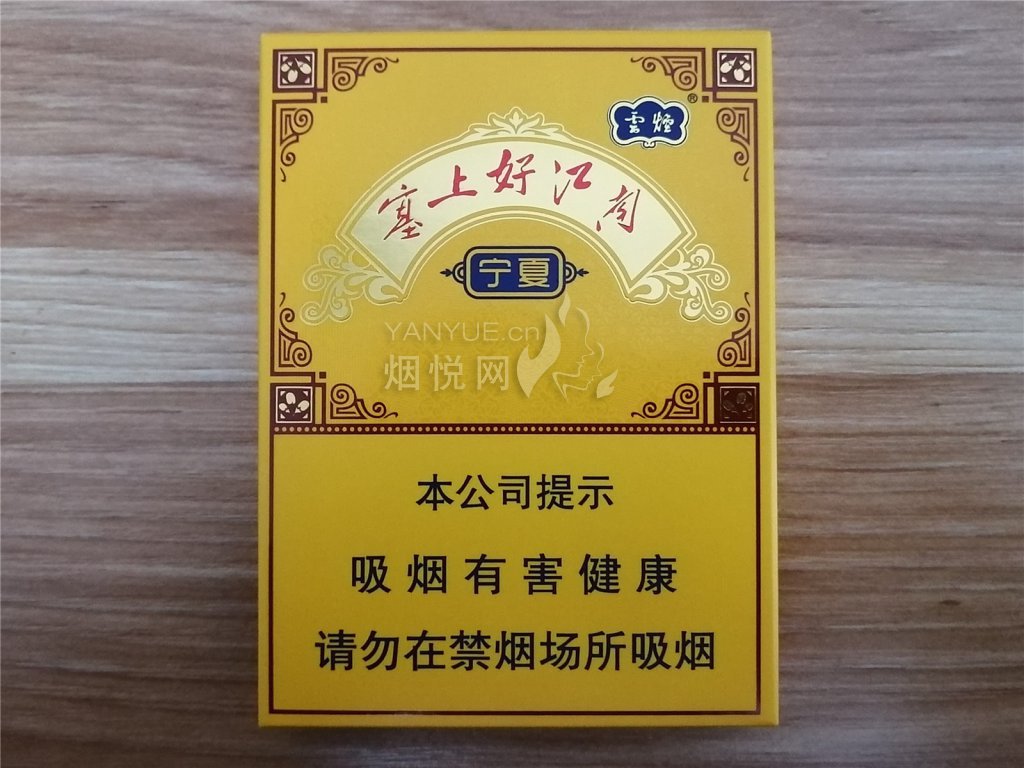 雲煙®
塞上好江南
宁夏
YANYUE.cn
烟悦网
本公司提示
吸烟有害健康
请勿在禁烟场所吸烟